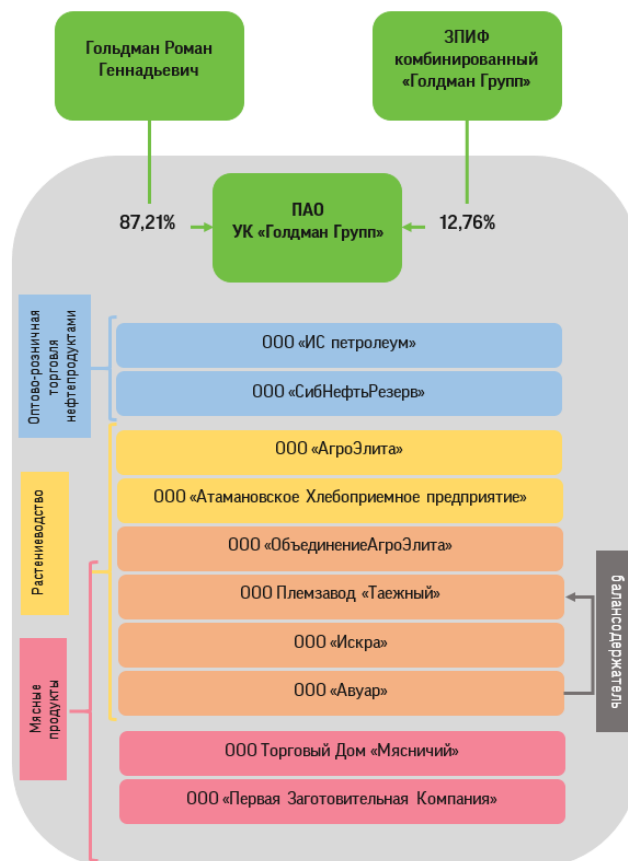 Гольдман Роман
Геннадьевич
ЗПИФ
комбинированный
«Голдман Групп»
87,21%
ПАО
УК «Голдман Групп»
12,76%
Оптово-розничная
торговля
нефтепродуктами
ООО «ИС петролеум»
ООО «СибНефтьРезерв»
Растениеводство
ООО «АгроЭлита»
ООО «Атамановское Хлебоприемное предприятие»
ООО «ОбъединениеАгроЭлита»
ООО Племзавод «Таежный»
ООО «Искра»
ООО «Авуар»
балансодержатель
Мясные
продукты
ООО Торговый Дом «Мясничий»
ООО «Первая Заготовительная Компания»